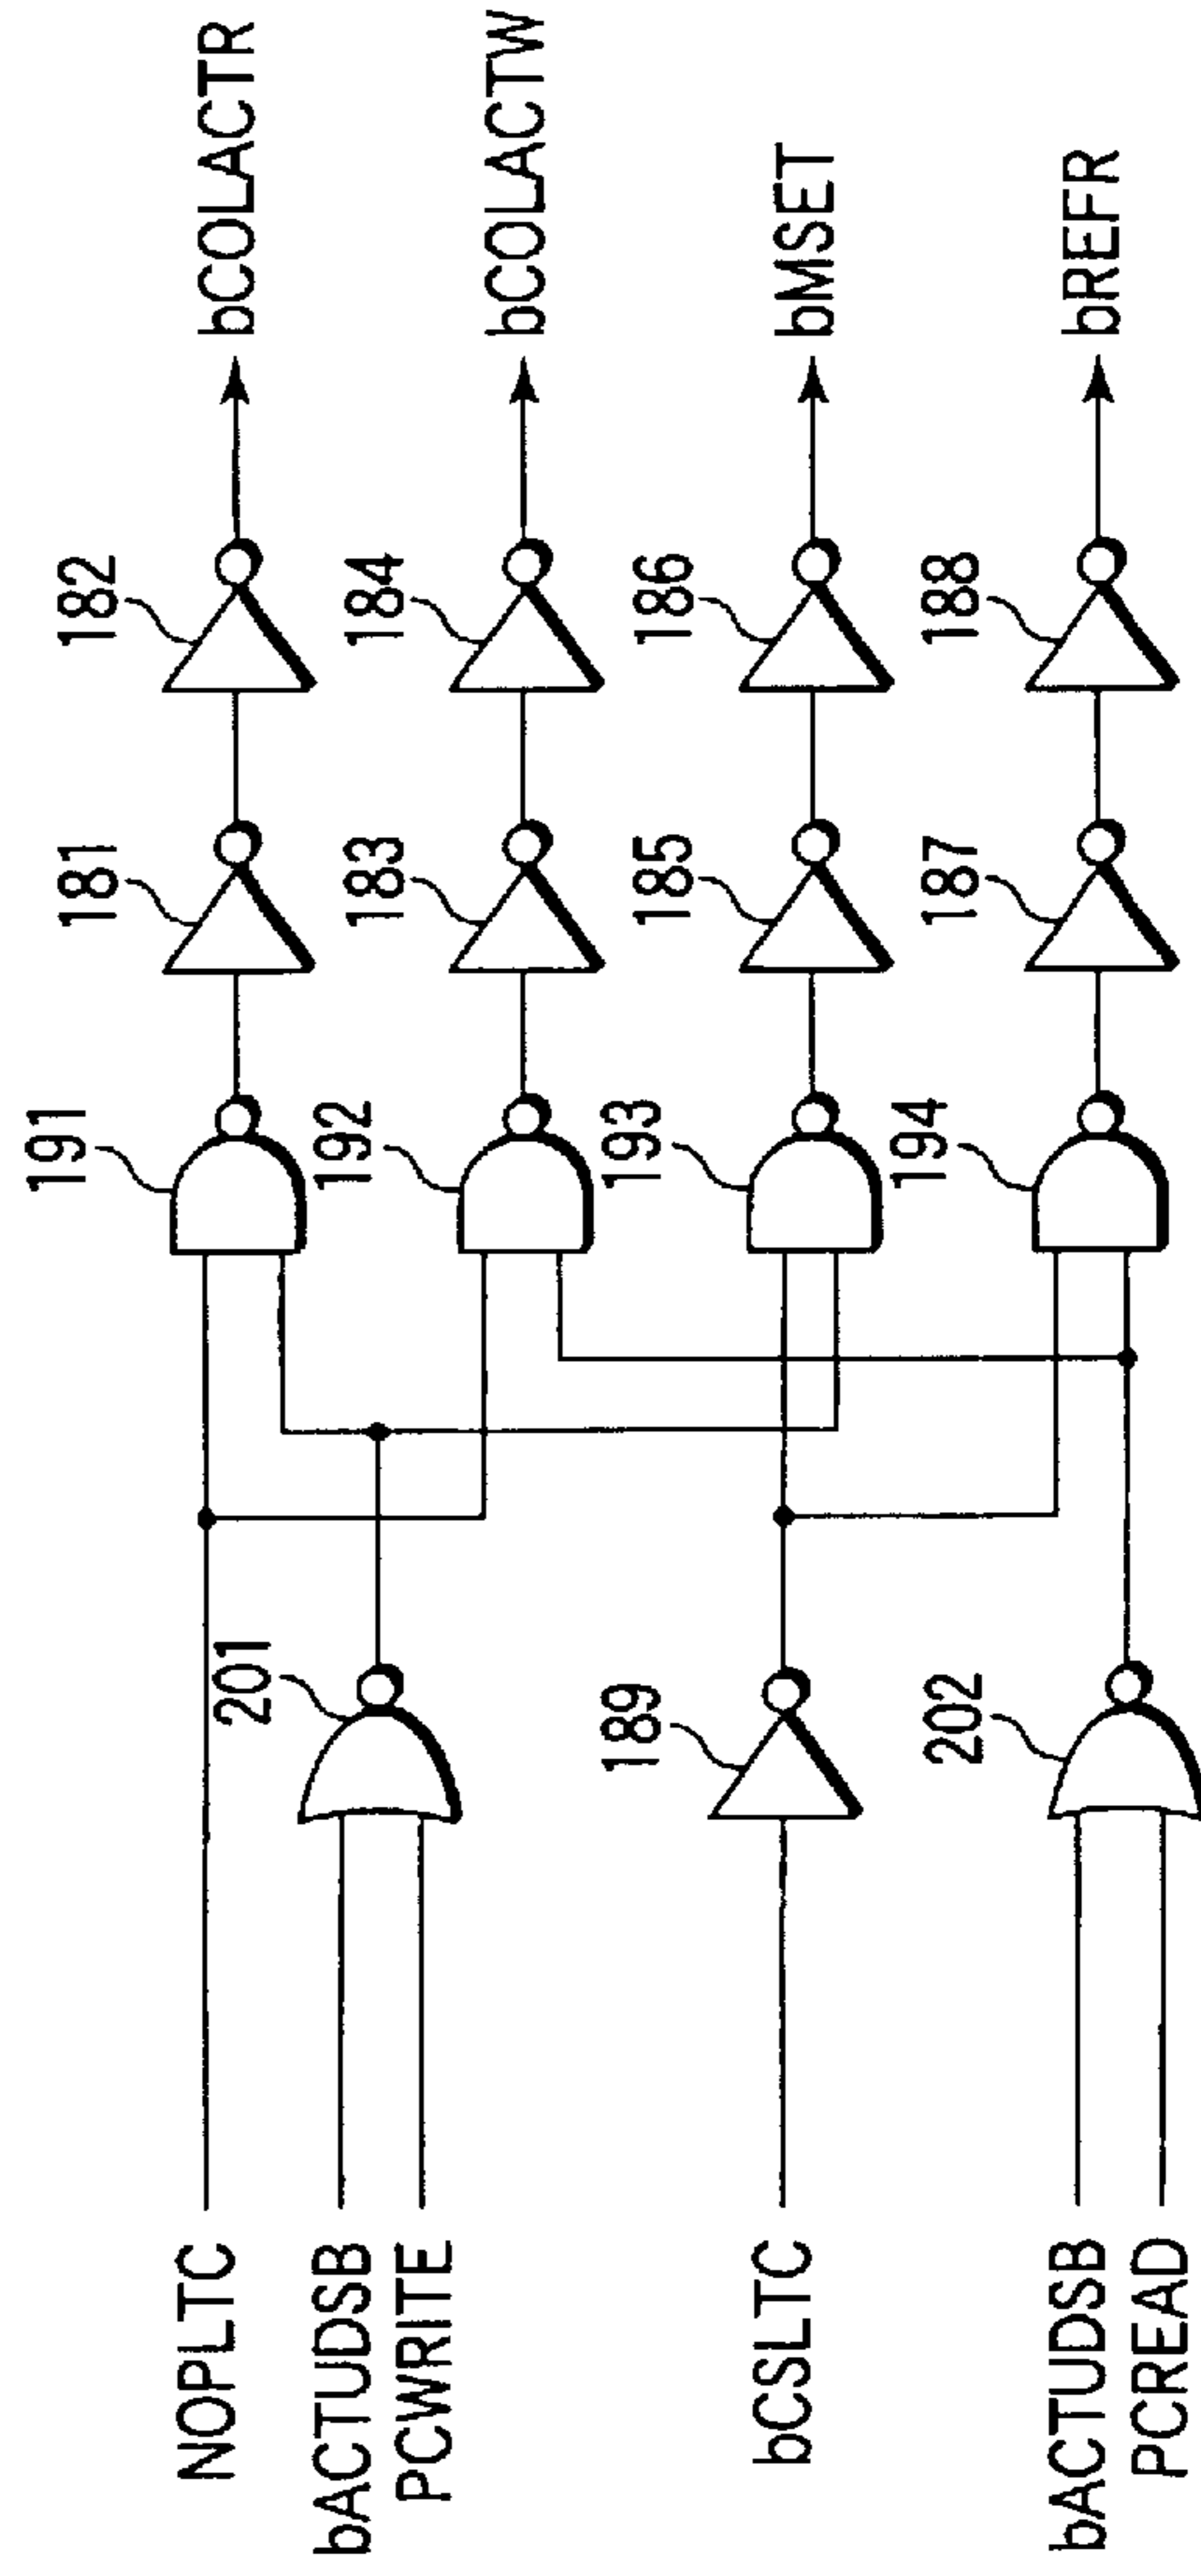 bCOLACTR
bCOLACTW
bMSET
bREFR
182
184
186
188
181
183
185
187
191
192
193
194
201
189
202
NOPLTC
bACTUDSB
PCWRITE
bCSLTC
bACTUDSB
PCREAD